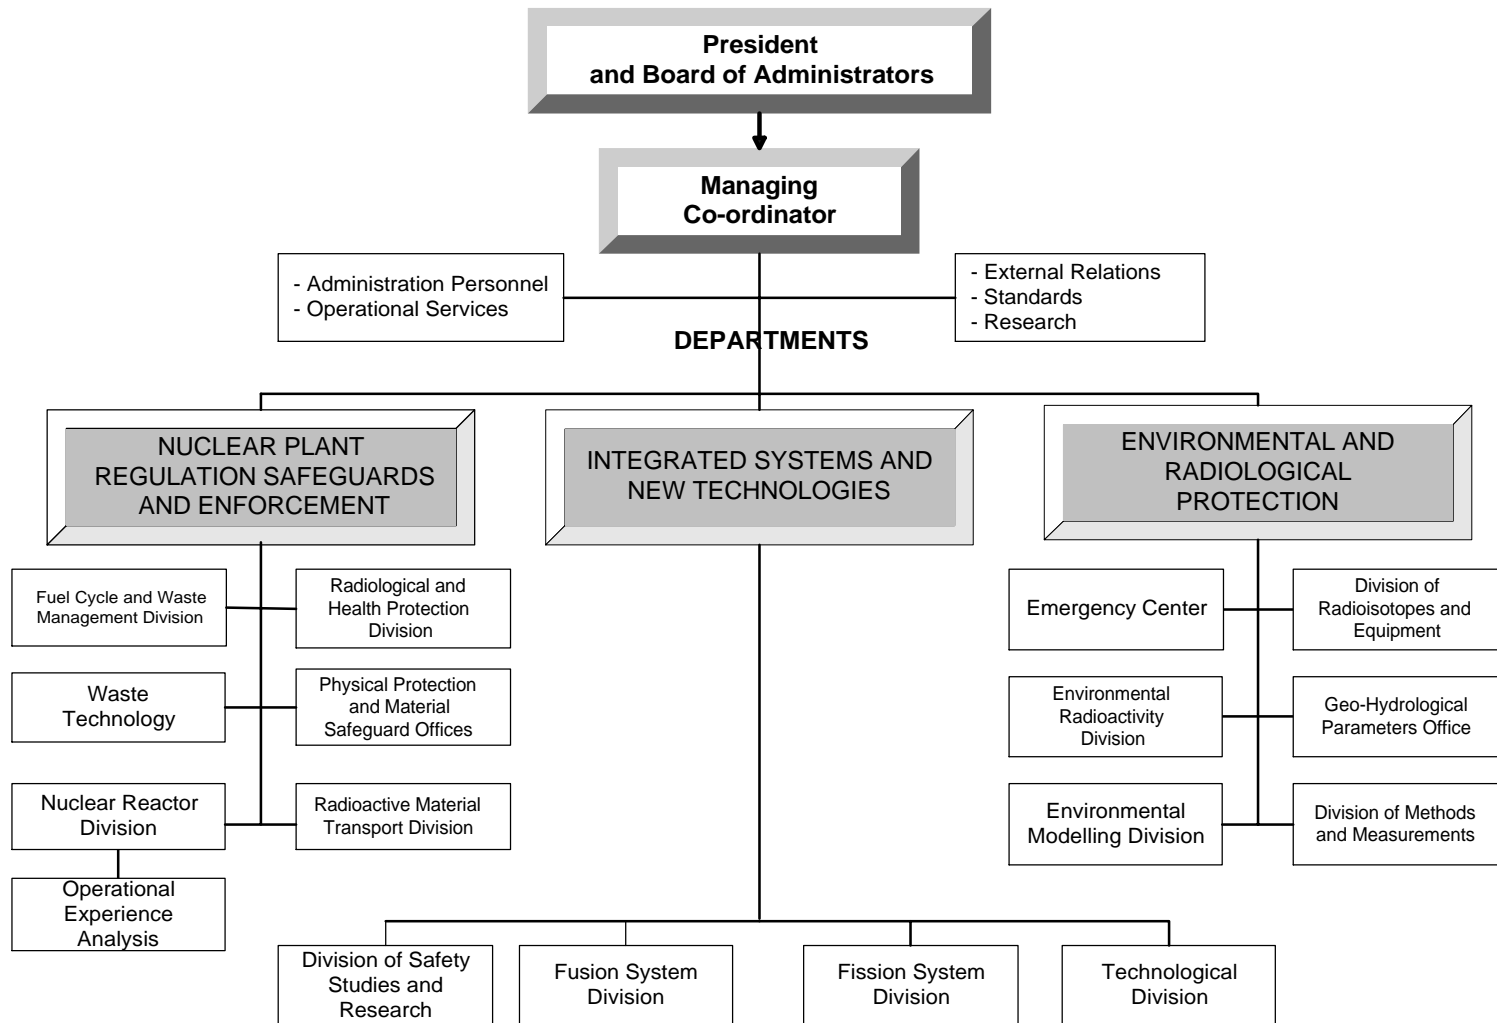 President
and Board of Administrators
Managing
Co-ordinator
- Administration Personnel
- Operational Services
- External Relations
- Standards
- Research
DEPARTMENTS
NUCLEAR PLANT
REGULATION SAFEGUARDS
AND ENFORCEMENT
INTEGRATED SYSTEMS AND
NEW TECHNOLOGIES
ENVIRONMENTAL AND
RADIOLOGICAL
PROTECTION
Fuel Cycle and Waste
Management Division
Radiological and
Health Protection
Division
Waste
Technology
Physical Protection
and Material
Safeguard Offices
Nuclear Reactor
Division
Radioactive Material
Transport Division
Operational
Experience
Analysis
Emergency Center
Division of
Radioisotopes and
Equipment
Environmental
Radioactivity
Division
Geo-Hydrological
Parameters Office
Environmental
Modelling Division
Division of Methods
and Measurements
Division of Safety
Studies and
Research
Fusion System
Division
Fission System
Division
Technological
Division